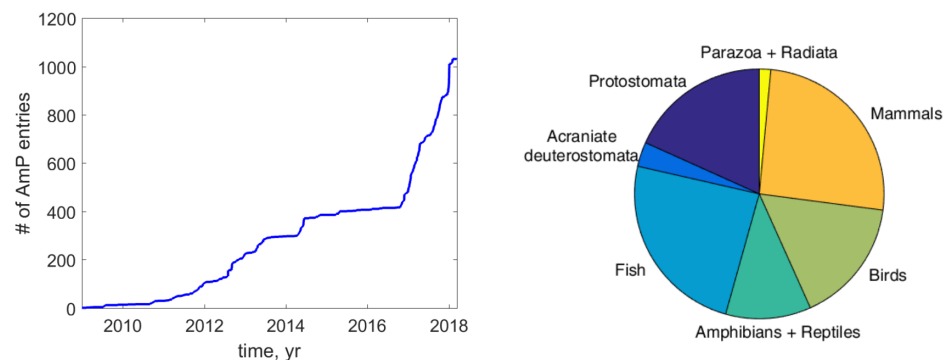 1200
1000
800
600
400
200
0
# of AmP entries
2010
2012
2014
2016
2018
time, yr
Parazoa + Radiata
Protostomata
Mammals
Acraniate
deuterostomata
Fish
Birds
Amphibians + Reptiles